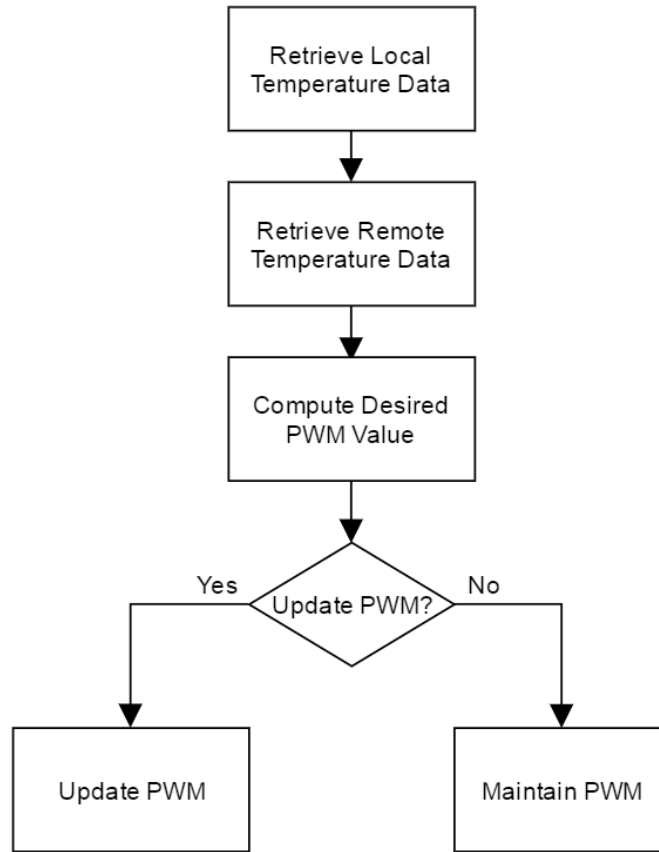 Retrieve Local
Temperature Data
Retrieve Remote
Temperature Data
Compute Desired
PWM Value
Yes
Update PWM?
No
Update PWM
Maintain PWM